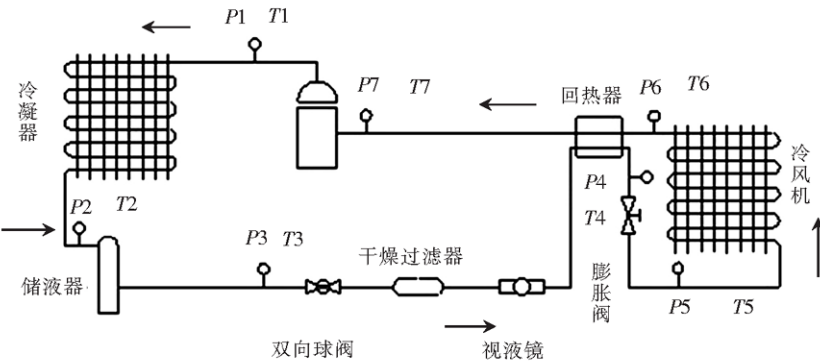 P1 T1
冷凝器
P7 T7
回热器
P6 T6
冷风机
P2 T2
P4
T4
P3 T3
干燥过滤器
储液器
膨胀阀
P5 T5
双向球阀
视液镜